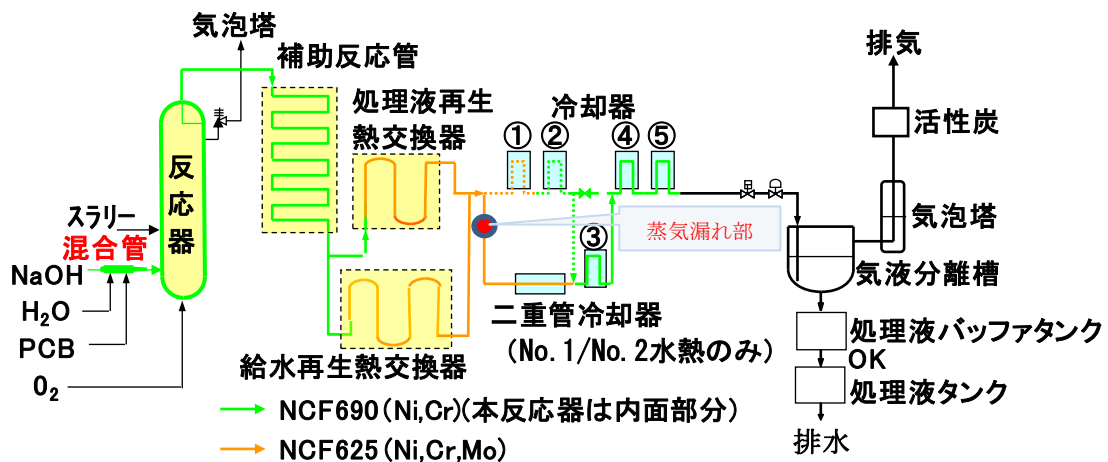 気泡塔
補助反応管
処理液再生
熱交換器
冷却器
①
②
④
⑤
排気
活性炭
気泡塔
反応器
スラリー
混合管
NaOH
H₂O
PCB
O₂
蒸気漏れ部
③
気液分離槽
二重管冷却器
（No.1/No.2水熱のみ）
給水再生熱交換器
処理液バッファタンク
OK
処理液タンク
排水
NCF690(Ni,Cr)(本反応器は内面部分)
NCF625(Ni,Cr,Mo)